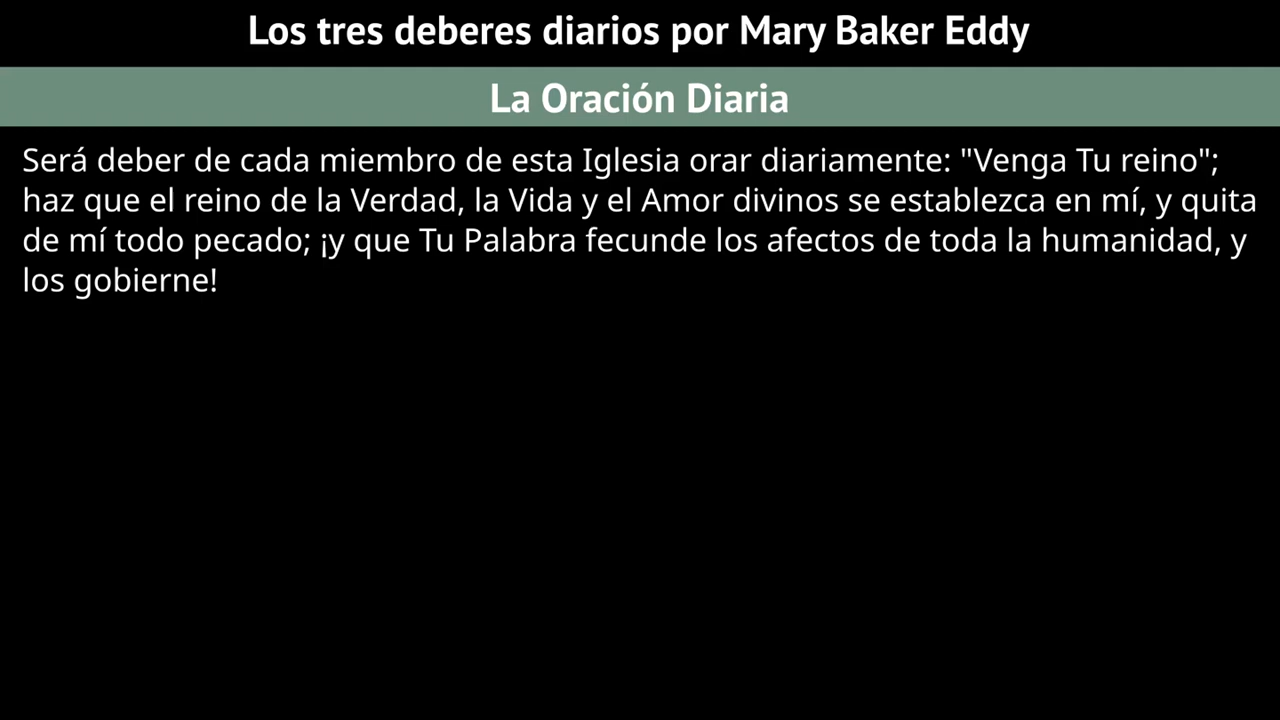 Los tres deberes diarios por Mary Baker Eddy
La Oración Diaria
Será deber de cada miembro de esta Iglesia orar diariamente: "Venga Tu reino";
haz que el reino de la Verdad, la Vida y el Amor divinos se establezca en mí, y quita
de mí todo pecado; ¡y que Tu Palabra fecunde los afectos de toda la humanidad, y
los gobierne!